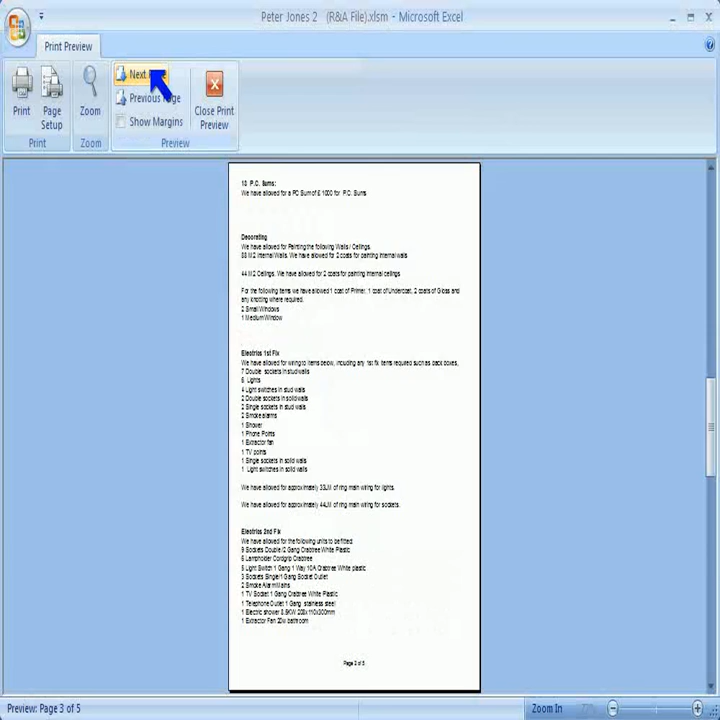 Peter Jones 2 (R&A File).xlsm - Microsoft Excel
Print Preview
Print
Page Setup
Zoom
Next
Previous Page
Show Margins
Close Print Preview
Print
Zoom
Preview
13 P.C. Sums:
We have allowed for a PC Sum of £ 1000 for P.C. Sums
Decorating
We have allowed for Painting the following Walls / Ceilings.
88 M2 Internal Walls. We have allowed for 2 coats for painting internal walls
44 M2 Ceilings. We have allowed for 2 coats for painting internal ceilings
For the following items we have allowed 1 coat of Primer, 1 coat of Undercoat, 2 coats of Gloss and
any knotting where required.
2 Small Windows
1 Medium Window
Electrics 1st Fix
We have allowed for wiring to items below, including any 1st fix items required such as back boxes.
7 Double sockets in stud walls
6 Lights
4 Light switches in stud walls
2 Double sockets in solid walls
2 Single sockets in stud walls
2 Smoke alarms
1 Shower
1 Phone Points
1 Extractor fan
1 TV points
1 Single sockets in solid walls
1 Light switches in solid walls
We have allowed for approximately 33LM of ring main wiring for lights.
We have allowed for approximately 44LM of ring main wiring for sockets.
Electrics 2nd Fix
We have allowed for the following units to be fitted:
9 Sockets Double /2 Gang Crabtree White Plastic
6 Lampholder Cordgrip Crabtree
5 Light Switch 1 Gang 1 Way 10A Crabtree White plastic
3 Sockets Single/1 Gang Socket Outlet
2 Smoke Alarm Mains
1 TV Socket 1 Gang Crabtree White Plastic
1 Telephone Outlet 1 Gang stainless steel
1 Electric shower 8.5KW 208x110x300mm
1 Extractor Fan 20w bathroom
Page 3 of 5
Preview: Page 3 of 5
Zoom In
77%